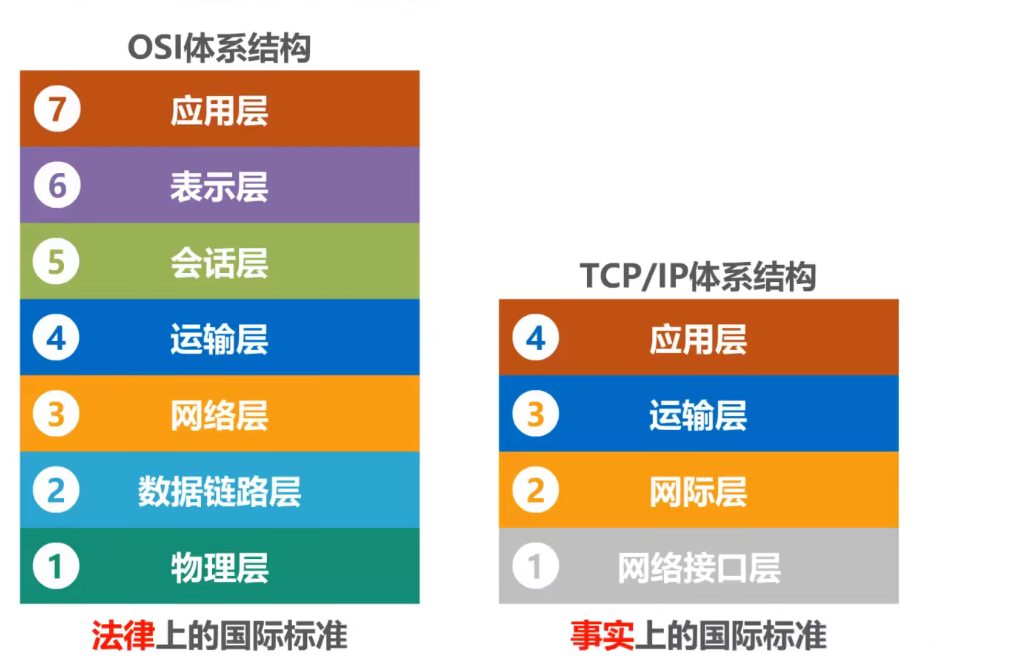 OSI体系结构
7 应用层
6 表示层
5 会话层
4 运输层
3 网络层
2 数据链路层
1 物理层
法律上的国际标准
TCP/IP体系结构
4 应用层
3 运输层
2 网际层
1 网络接口层
事实上的国际标准